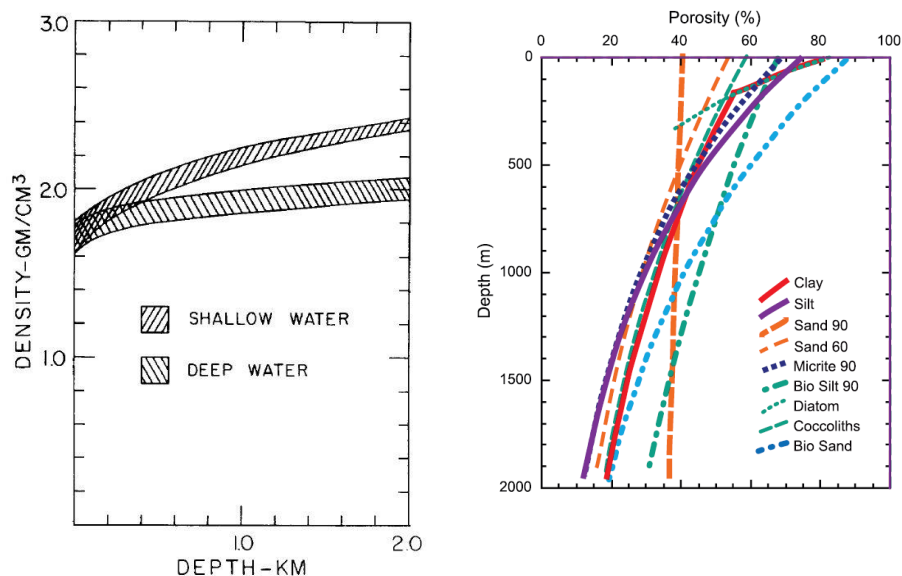 3.0
2.0
1.0
DENSITY-GM/CM³
SHALLOW WATER
DEEP WATER
1.0
2.0
DEPTH-KM
Porosity (%)
0
20
40
60
80
100
0
500
1000
1500
2000
Depth (m)
Clay
Silt
Sand 90
Sand 60
Micrite 90
Bio Silt 90
Diatom
Coccoliths
Bio Sand